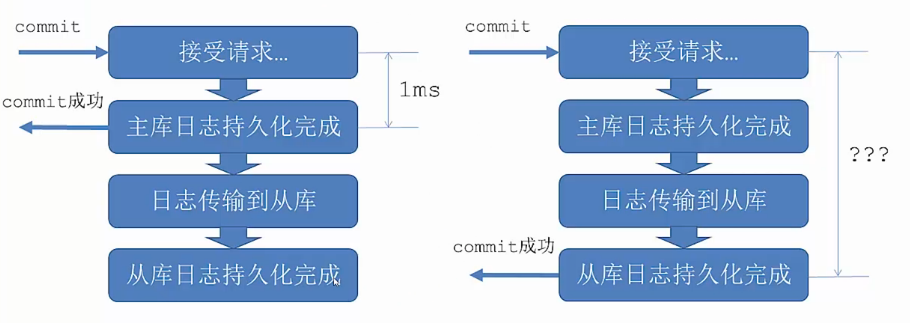 commit
接受请求...
1ms
commit成功
主库日志持久化完成
日志传输到从库
从库日志持久化完成
commit
接受请求...
主库日志持久化完成
???
日志传输到从库
commit成功
从库日志持久化完成